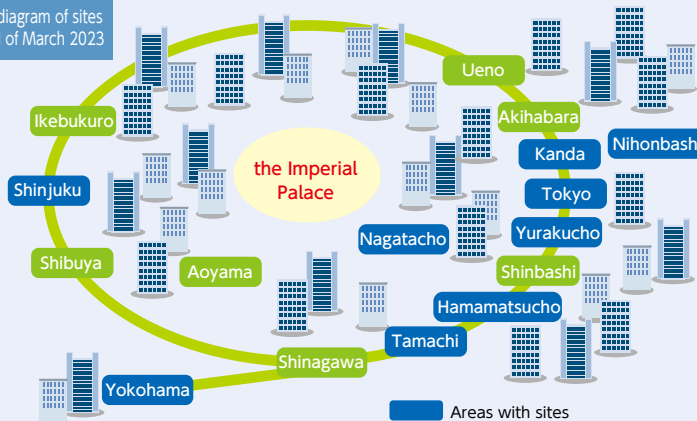 diagram of sites
of March 2023
Ueno
Ikebukuro
Akihabara
Nihonbash
Kanda
the Imperial
Palace
Shinjuku
Tokyo
Nagatacho
Yurakucho
Shibuya
Aoyama
Shinbashi
Hamamatsucho
Tamachi
Shinagawa
Yokohama
Areas with sites